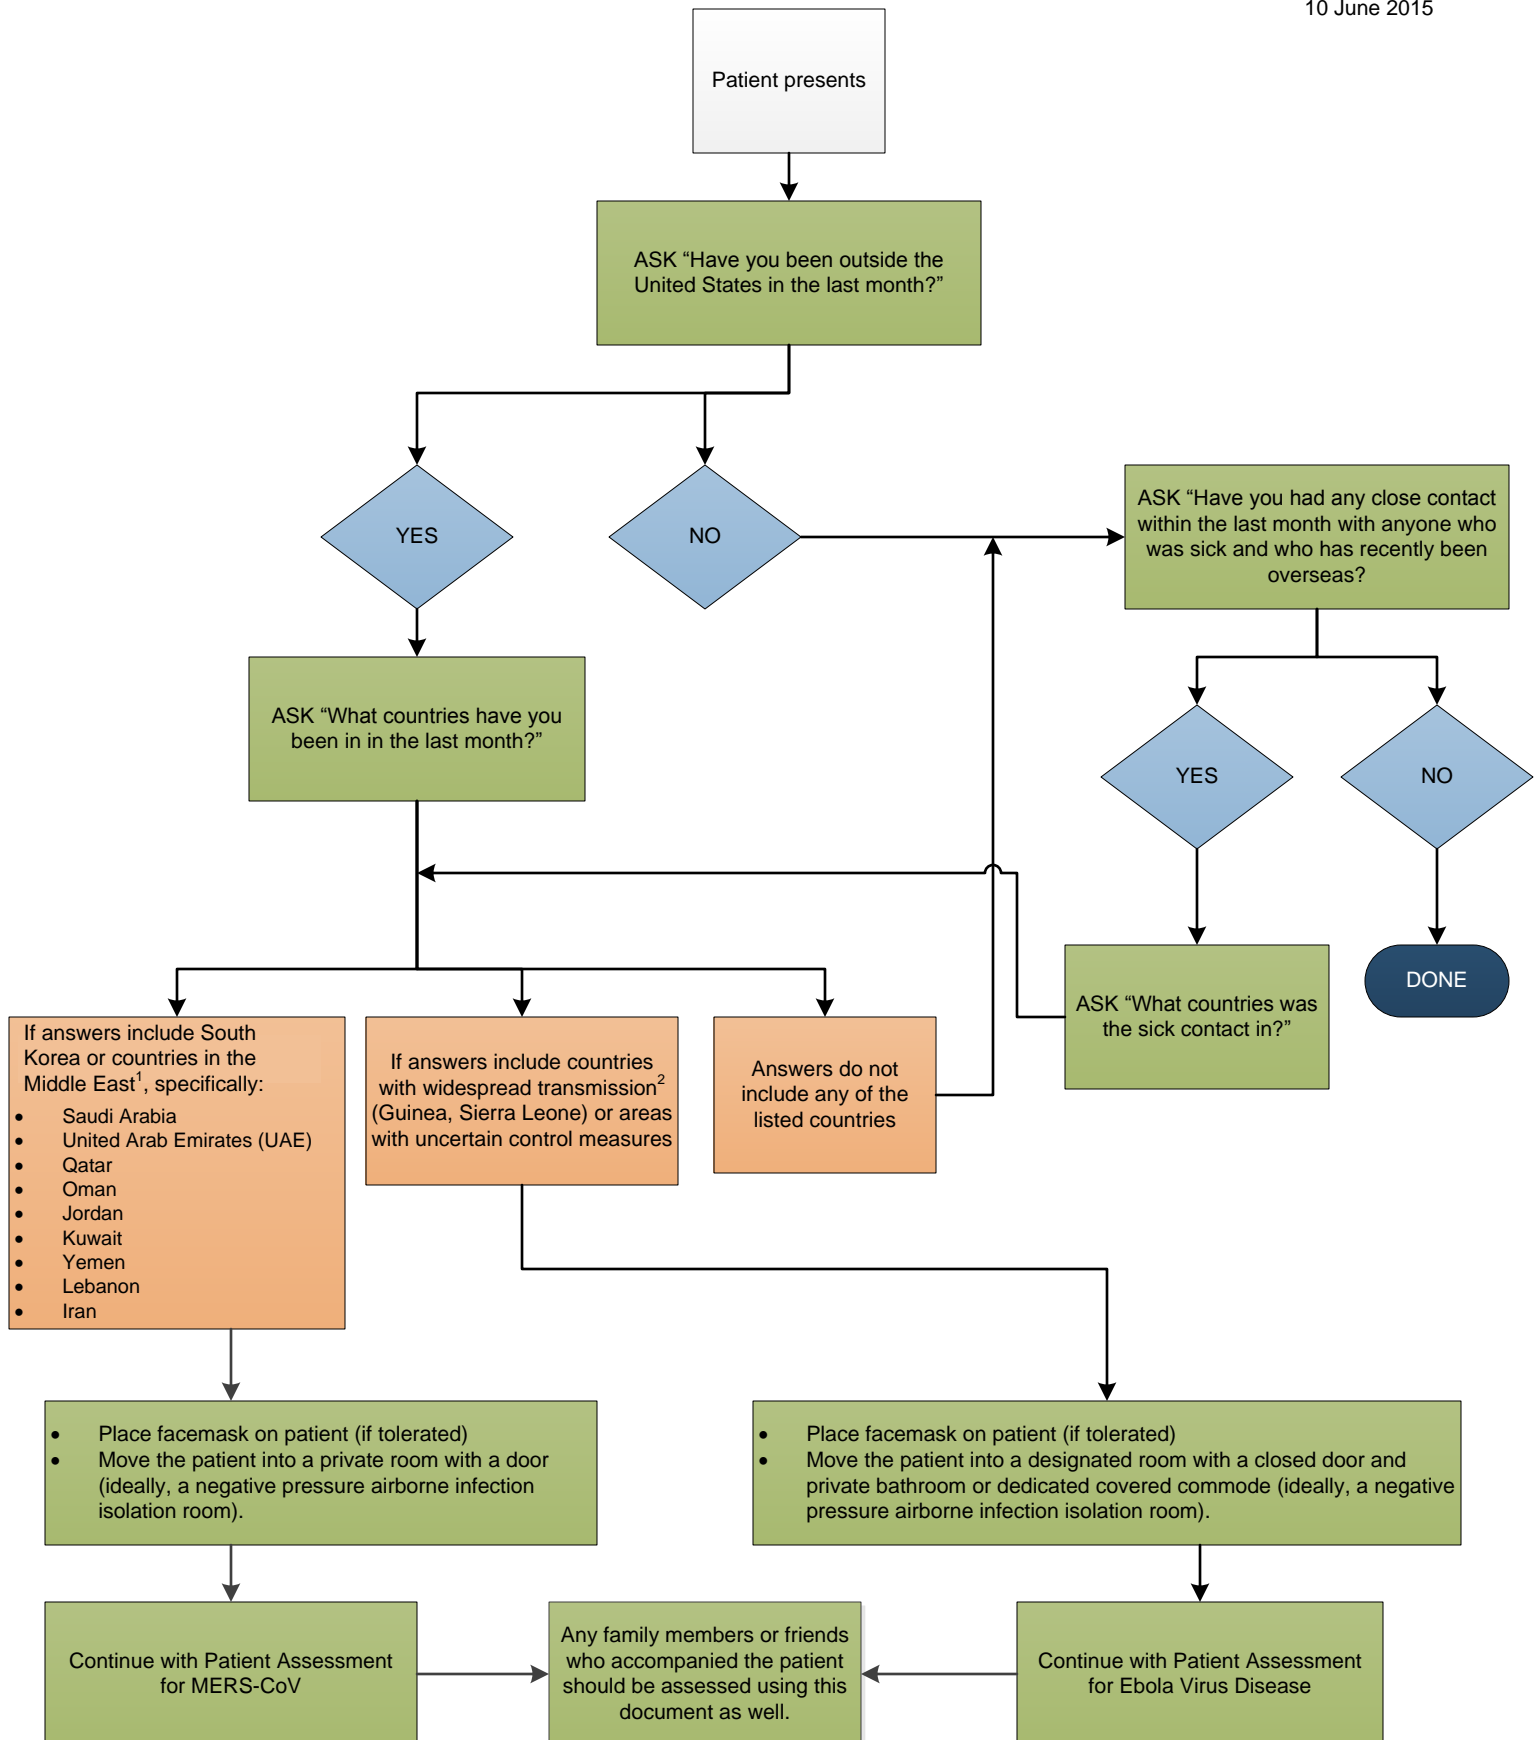 10 June 2015
Patient presents
ASK “Have you been outside the
United States in the last month?”
YES
NO
ASK “Have you had any close contact
within the last month with anyone who
was sick and who has recently been
overseas?
ASK “What countries have you
been in in the last month?”
YES
NO
ASK “What countries was
the sick contact in?”
DONE
If answers include South
Korea or countries in the
Middle East1, specifically:
• Saudi Arabia
• United Arab Emirates (UAE)
• Qatar
• Oman
• Jordan
• Kuwait
• Yemen
• Lebanon
• Iran
If answers include countries
with widespread transmission2
(Guinea, Sierra Leone) or areas
with uncertain control measures
Answers do not
include any of the
listed countries
• Place facemask on patient (if tolerated)
• Move the patient into a private room with a door
(ideally, a negative pressure airborne infection
isolation room).
• Place facemask on patient (if tolerated)
• Move the patient into a designated room with a closed door and
private bathroom or dedicated covered commode (ideally, a negative
pressure airborne infection isolation room).
Continue with Patient Assessment
for MERS-CoV
Any family members or friends
who accompanied the patient
should be assessed using this
document as well.
Continue with Patient Assessment
for Ebola Virus Disease